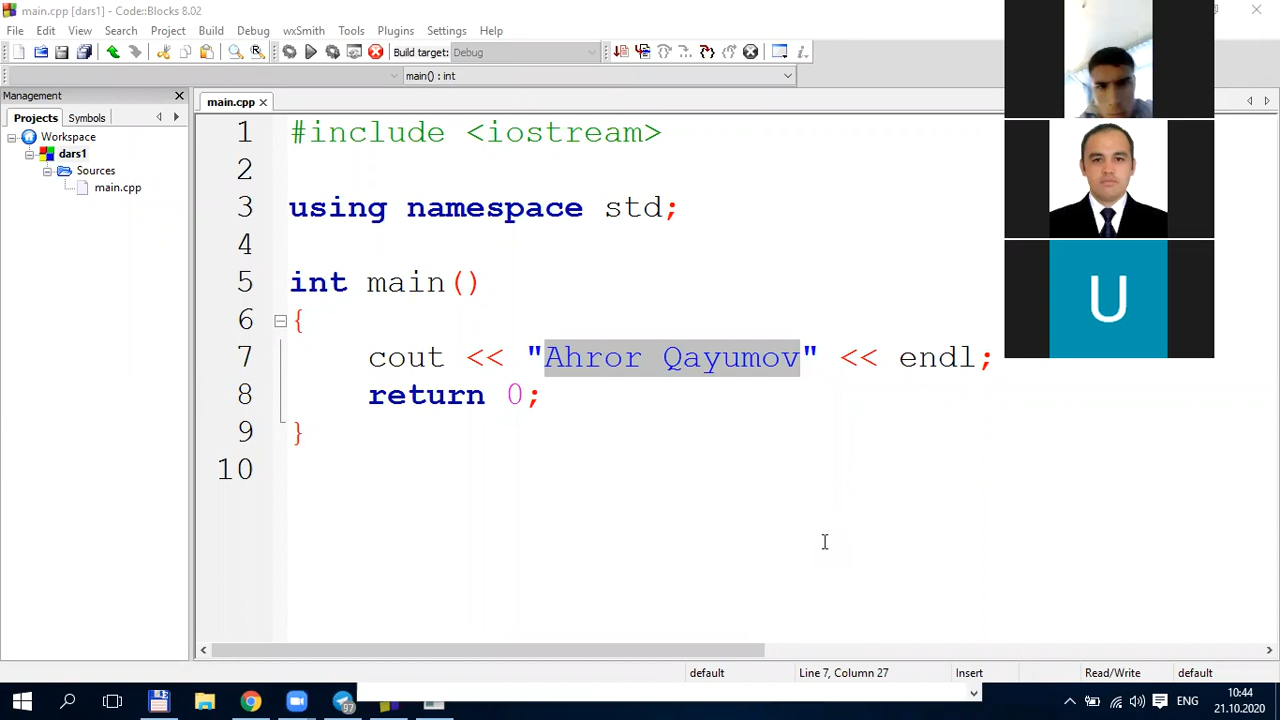 main.cpp [dars1] - Code::Blocks 8.02
File Edit View Search Project Build Debug wxSmith Tools Plugins Settings Help
Build target: Debug
main() : int
Management
Projects Symbols
main.cpp
Workspace
dars1
Sources
main.cpp
1 #include <iostream>
2
3 using namespace std;
4
5 int main()
6 {
7 cout << "Ahror Qayumov" << endl;
8 return 0;
9 }
10
U
default Line 7, Column 27 Insert Read/Write default
97
ENG
10:44
21.10.2020